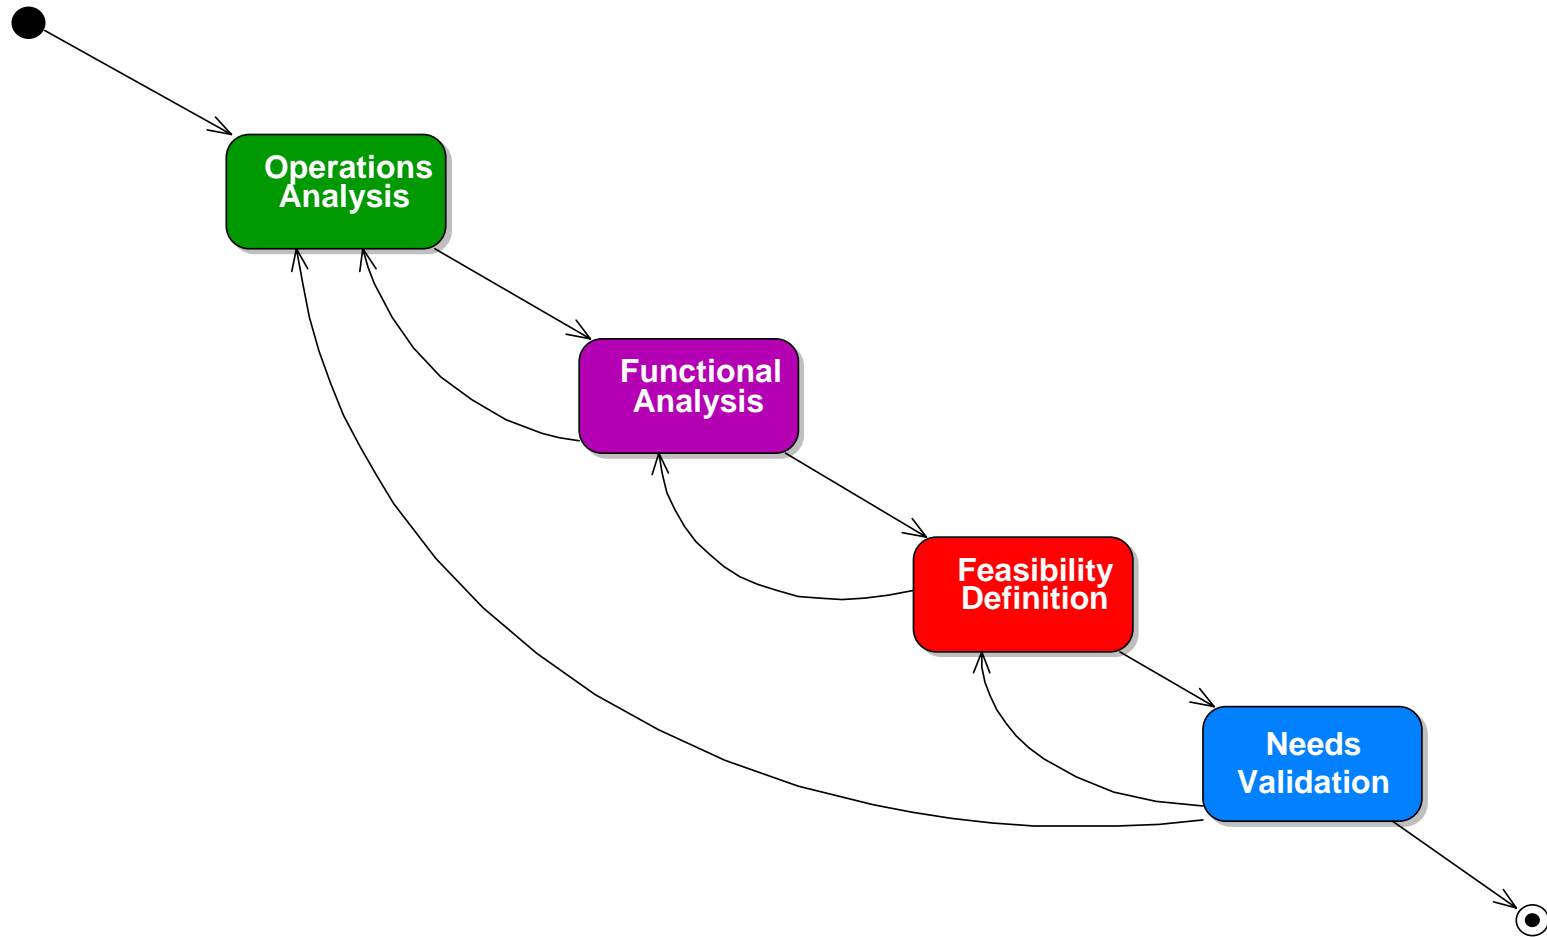 Operations
Analysis
Functional
Analysis
Feasibility
Definition
Needs
Validation